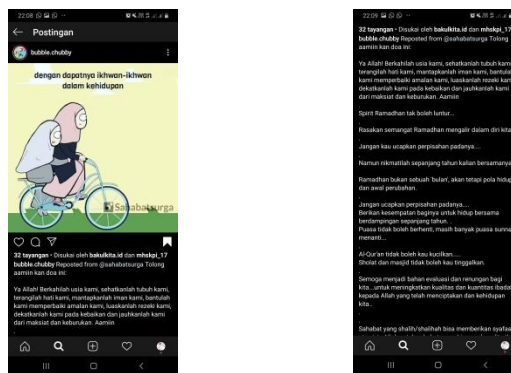 22:08
Postingan
bubble.chubby
dengan dapatnya ikhwan-ikhwan
dalam kehidupan
Sahabatsurga
32 tayangan · Disukai oleh bakulkita.id dan mhskpi_17
bubble.chubby Reposted from @sahabatsurga Tolong
aamiin kan doa ini:
Ya Allah! Berkahilah usia kami, sehatkanlah tubuh kami,
terangilah hati kami, mantapkanlah iman kami, bantulah
kami memperbaiki amalan kami, luaskanlah rezeki kami,
dekatkanlah kami pada kebaikan dan jauhkanlah kami
dari maksiat dan keburukan. Aamiin
22:09
32 tayangan · Disukai oleh bakulkita.id dan mhskpi_17
bubble.chubby Reposted from @sahabatsurga Tolong
aamiin kan doa ini:
Ya Allah! Berkahilah usia kami, sehatkanlah tubuh kami
terangilah hati kami, mantapkanlah iman kami, bantulah
kami memperbaiki amalan kami, luaskanlah rezeki kam
dekatkanlah kami pada kebaikan dan jauhkanlah kami
dari maksiat dan keburukan. Aamiin
Spirit Ramadhan tak boleh luntur...
Rasakan semangat Ramadhan mengalir dalam diri kita
Jangan kau ucapkan perpisahan padanya....
Namun nikmatilah sepanjang tahun kalian bersamanya
Ramadhan bukan sebuah 'bulan', akan tetapi pola hidup
dan awal perubahan.
Jangan ucapkan perpisahan padanya....
Berikan kesempatan baginya untuk hidup bersama
berdampingan sepanjang tahun. .
Puasa tidak boleh berhenti, masih banyak puasa sunna
menanti...
Al-Qur'an tidak boleh kau kucilkan....
Sholat dan masjid tidak boleh kau tinggalkan.
Semoga menjadi bahan evaluasi dan renungan bagi
kita...untuk meningkatkan kualitas dan kuantitas ibada
kepada Allah yang telah menciptakan dan kehidupan
kita..
Sahabat yang shalih/shalihah bisa memberikan syafaa